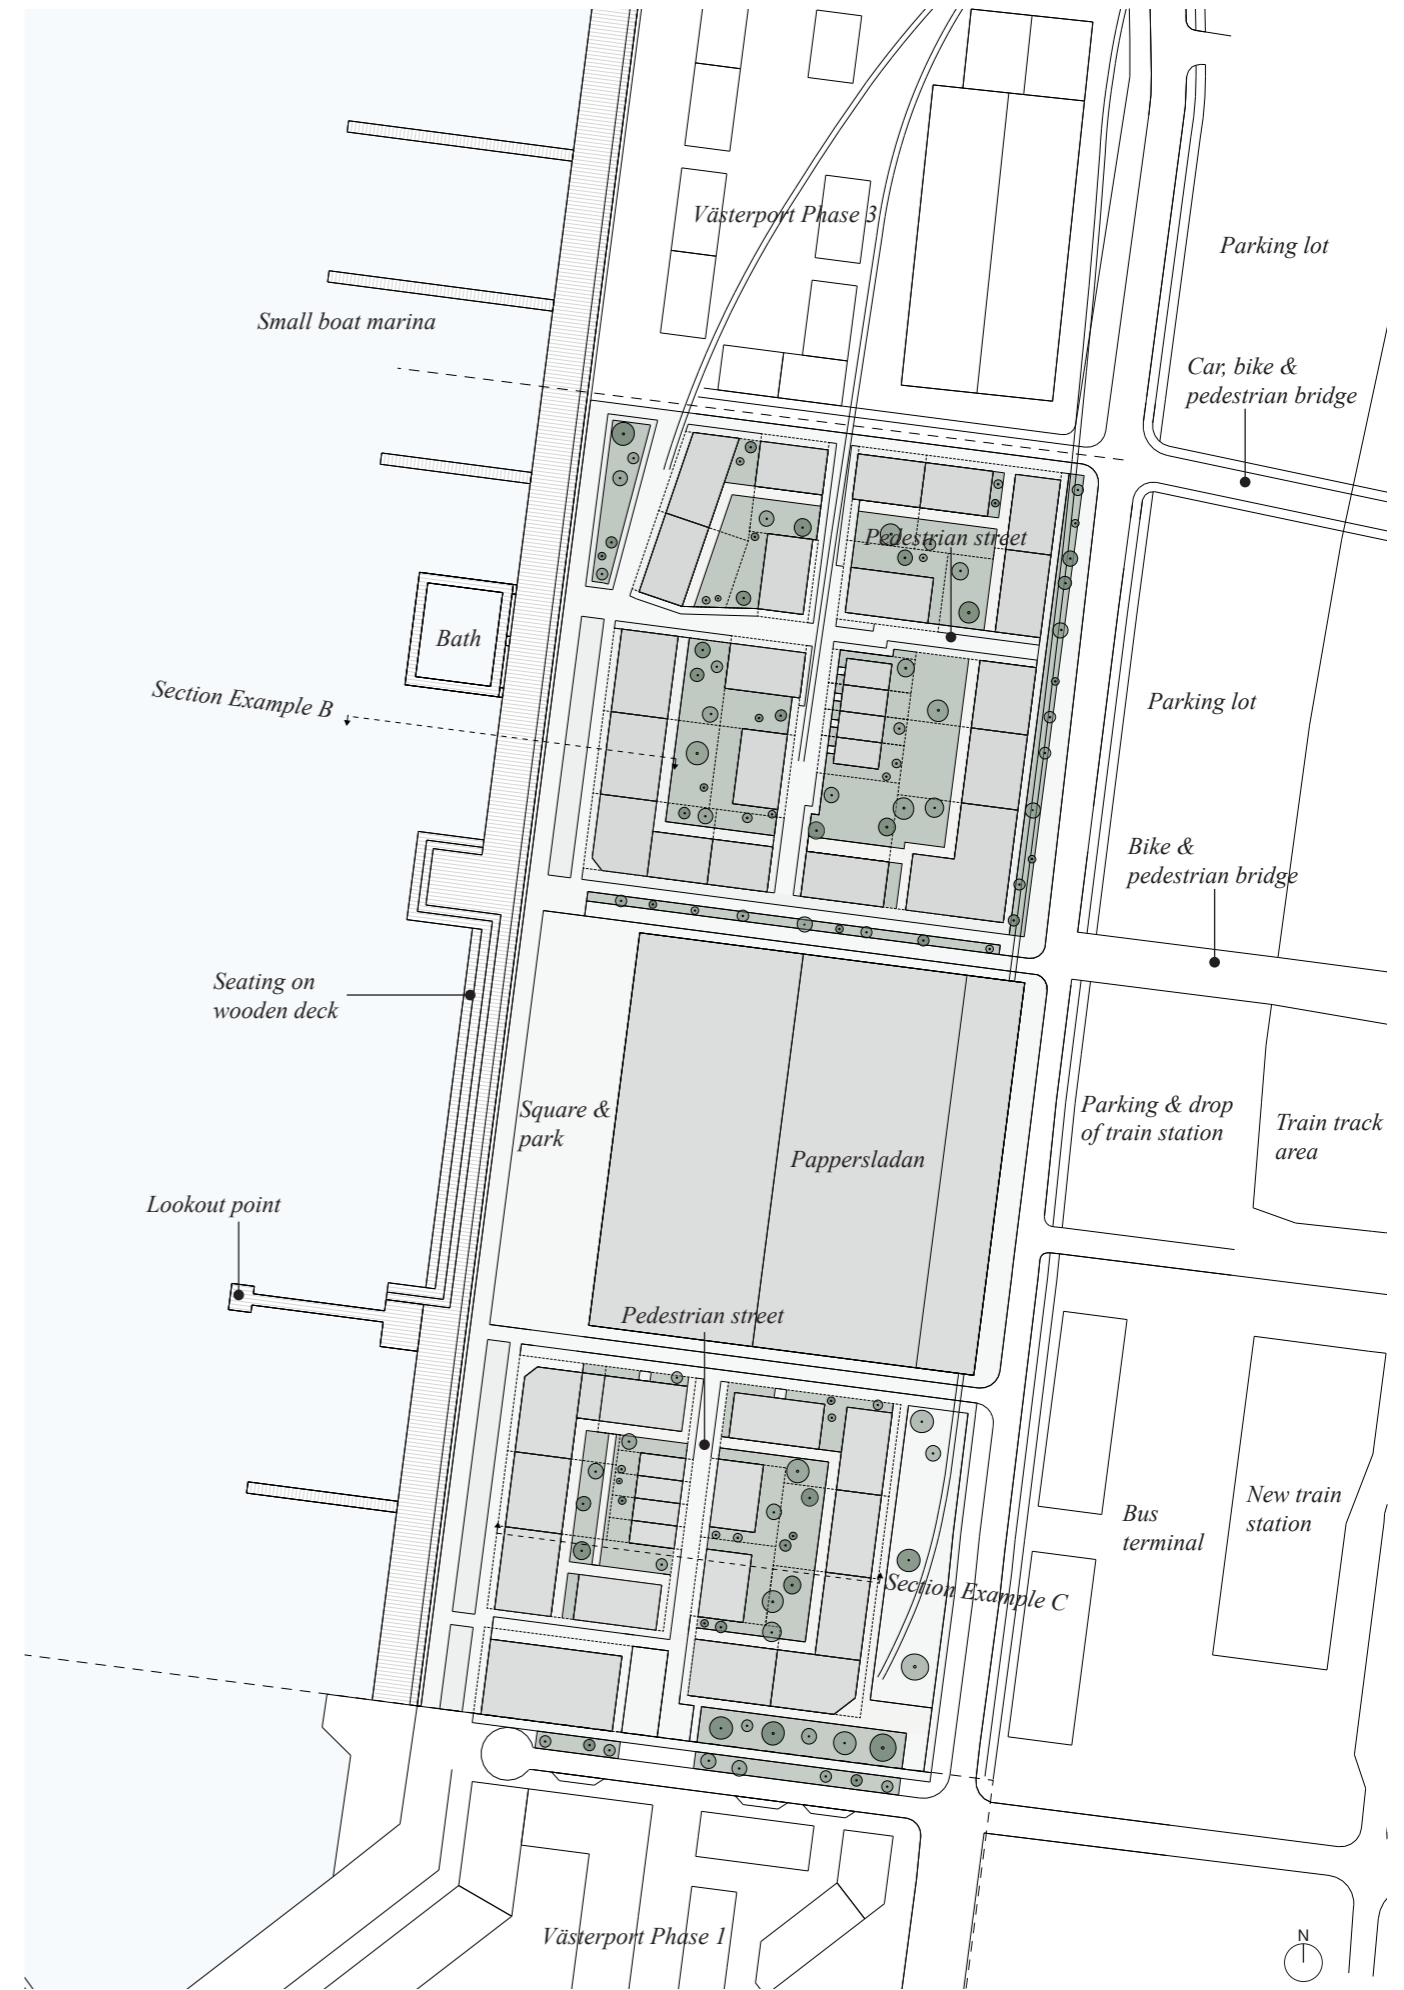 Västerport Phase 3
Parking lot
Small boat marina
Car, bike &
pedestrian bridge
Pedestrian street
Bath
Section Example B
Parking lot
Bike &
pedestrian bridge
Seating on
wooden deck
Square &
park
Parking & drop
of train station
Train track
area
Pappersladan
Lookout point
Pedestrian street
Bus
terminal
New train
station
Section Example C
Västerport Phase 1
N